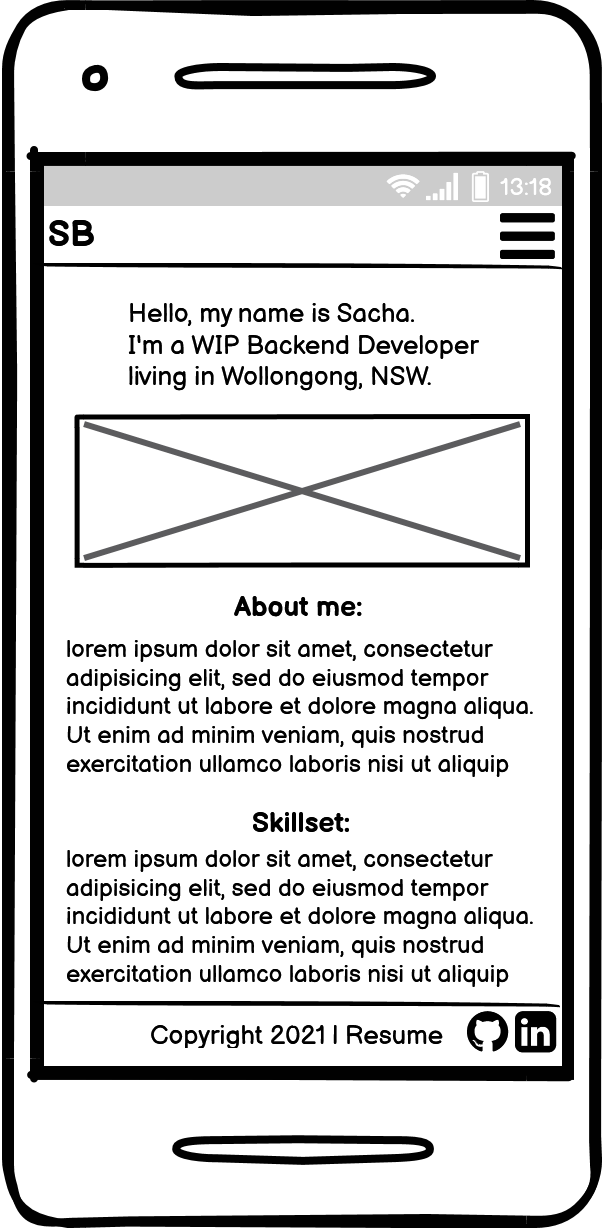 13:18
SB
Hello, my name is Sacha.
I'm a WIP Backend Developer
living in Wollongong, NSW.
About me:
lorem ipsum dolor sit amet, consectetur
adipisicing elit, sed do eiusmod tempor
incididunt ut labore et dolore magna aliqua.
Ut enim ad minim veniam, quis nostrud
exercitation ullamco laboris nisi ut aliquip
Skillset:
lorem ipsum dolor sit amet, consectetur
adipisicing elit, sed do eiusmod tempor
incididunt ut labore et dolore magna aliqua.
Ut enim ad minim veniam, quis nostrud
exercitation ullamco laboris nisi ut aliquip
Copyright 2021 | Resume in